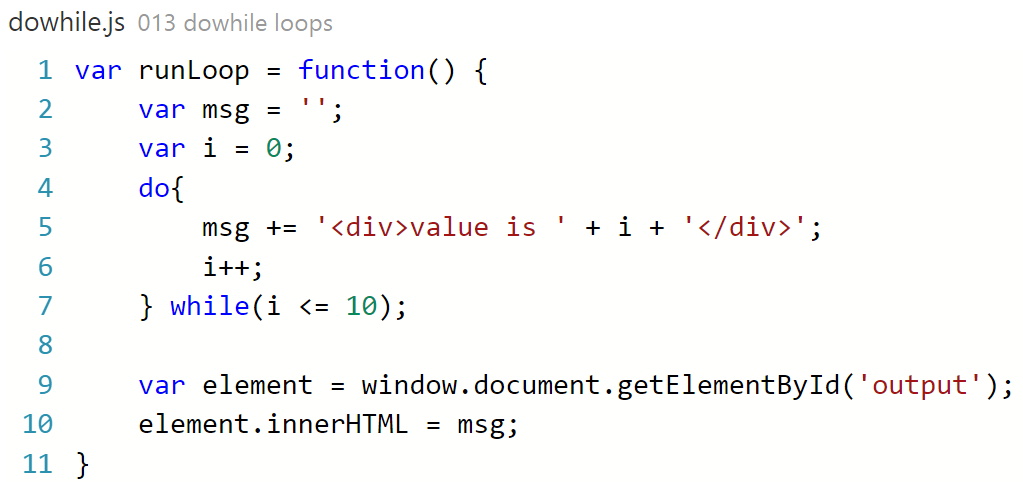 dowhile.js 013 dowhile loops
1 var runLoop = function() {
2     var msg = '';
3     var i = 0;
4     do{
5         msg += '<div>value is ' + i + '</div>';
6         i++;
7     } while(i <= 10);
8
9     var element = window.document.getElementById('output');
10     element.innerHTML = msg;
11 }